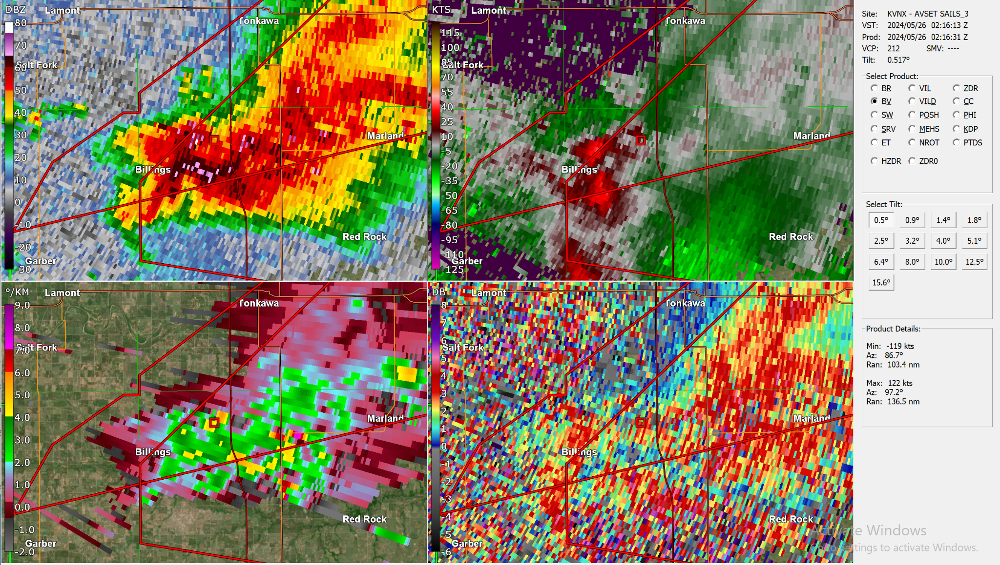 DBZ
Lamont
Tonkawa
80
70
60
Salt Fork
50
40
30
Marland
20
Billings
10
0
-10
Red Rock
-20
Garber
-30
KTS
Lamont
Tonkawa
115
100
85
Salt Fork
70
55
40
25
Marland
10
-5
-20
Billings
-35
-50
-65
-80
Red Rock
-95
-110
Garber
-125
°/KM
Lamont
Tonkawa
9.0
8.0
7.0
Salt Fork
6.0
5.0
4.0
Marland
3.0
Billings
2.0
1.0
0.0
Red Rock
-1.0
Garber
-2.0
DB
Lamont
Tonkawa
8
7
6
Salt Fork
5
4
3
2
Marland
1
0
Billings
-1
-2
-3
-4
Red Rock
-5
Garber
-6
Site: KVNX - AVSET SAILS_3
VST: 2024/05/26 02:16:13 Z
Prod: 2024/05/26 02:16:31 Z
VCP: 212 SMV: ----
Tilt: 0.517°
Select Product:
BR VIL ZDR
BV VILD CC
SW POSH PHI
SRV MEHS KDP
ET NROT PTDS
HZDR ZDR0
Select Tilt:
0.5° 0.9° 1.4° 1.8°
2.5° 3.2° 4.0° 5.1°
6.4° 8.0° 10.0° 12.5°
15.6°
Product Details:
Min: -119 kts
Az: 86.7°
Ran: 103.4 nm
Max: 122 kts
Az: 97.2°
Ran: 136.5 nm
Activate Windows
Go to Settings to activate Windows.